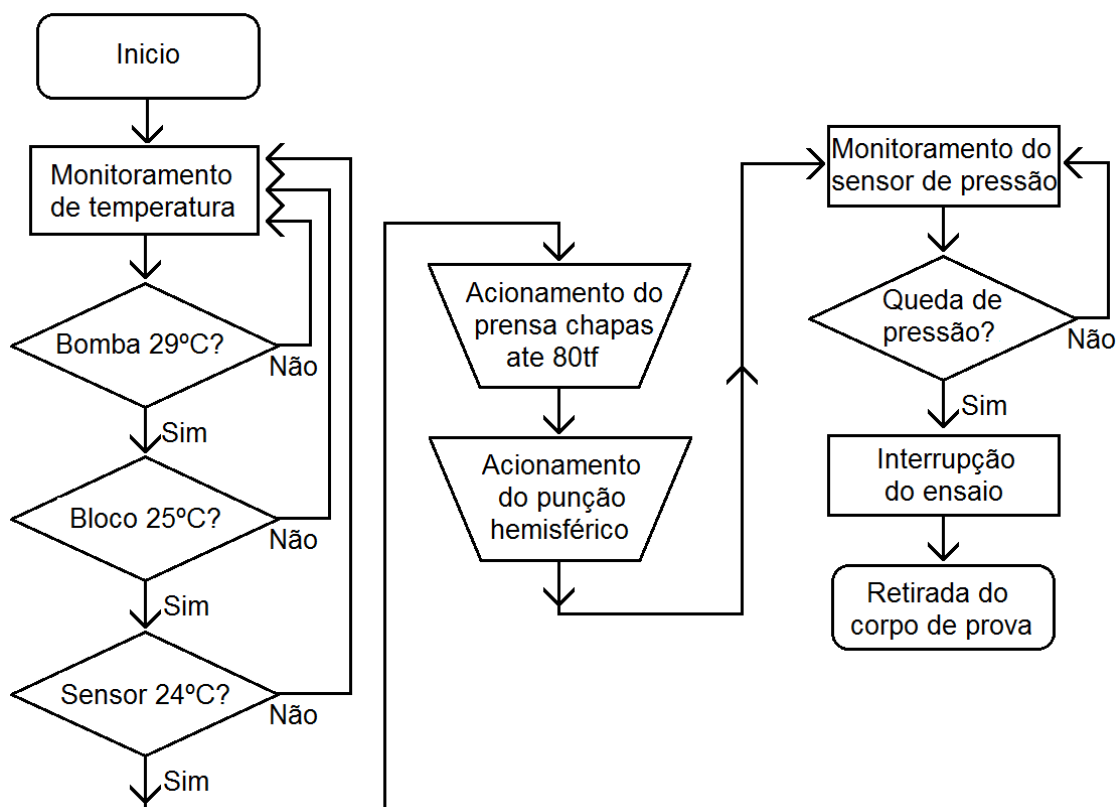 Inicio
Monitoramento
de temperatura
Bomba 29ºC?
Não
Sim
Bloco 25ºC?
Não
Sim
Sensor 24ºC?
Não
Sim
Acionamento do
prensa chapas
ate 80tf
Acionamento
do punção
hemisférico
Monitoramento do
sensor de pressão
Queda de
pressão?
Não
Sim
Interrupção
do ensaio
Retirada do
corpo de prova